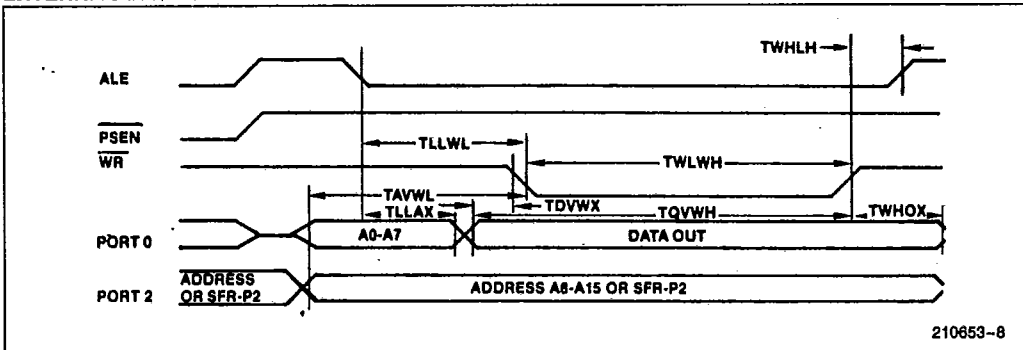 TWHLH
ALE
PSEN
TLLWL
WR
TWLWH
TAVWL
TDVWX
TLLAX
TQVWH
TWHOX
PORT 0
A0-A7
DATA OUT
PORT 2
ADDRESS
OR SFR-P2
ADDRESS A8-A15 OR SFR-P2
210653-8